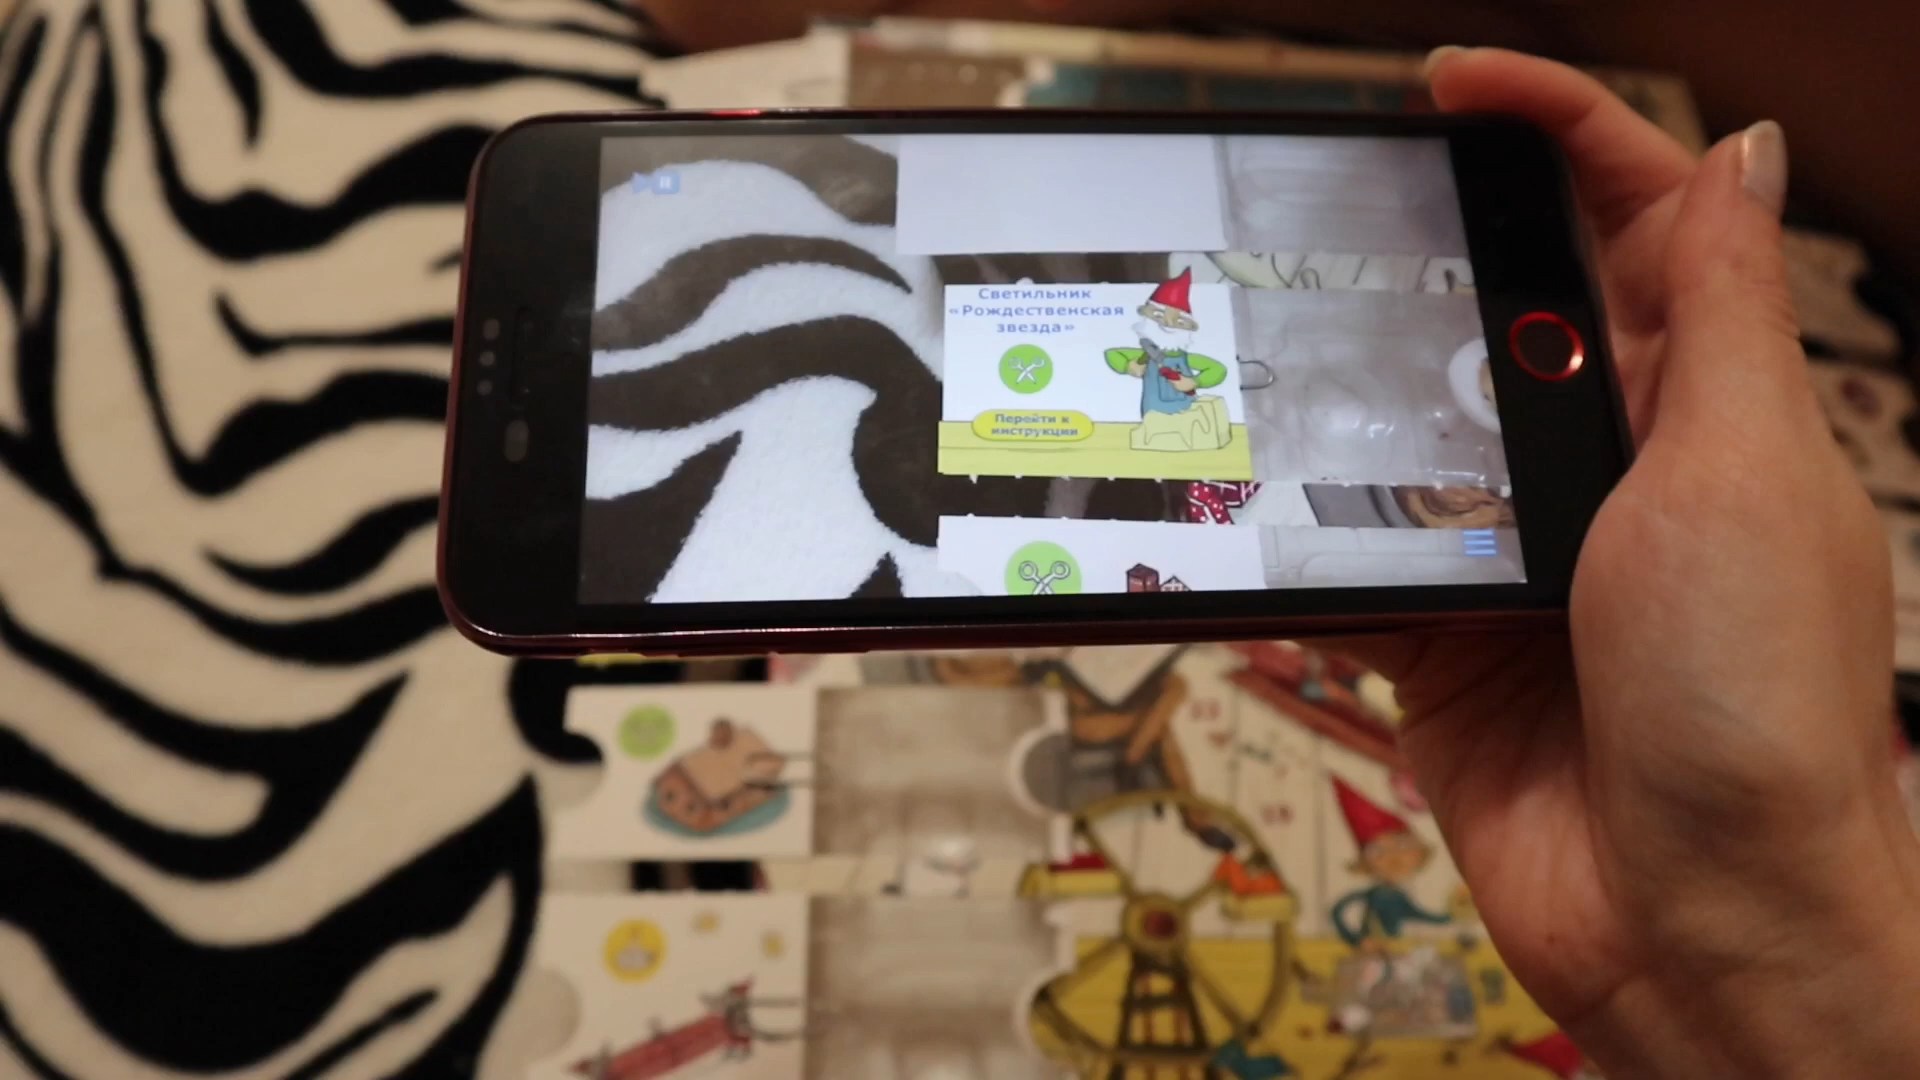 Светильник
«Рождественская
звезда»
Перейти к
инструкции